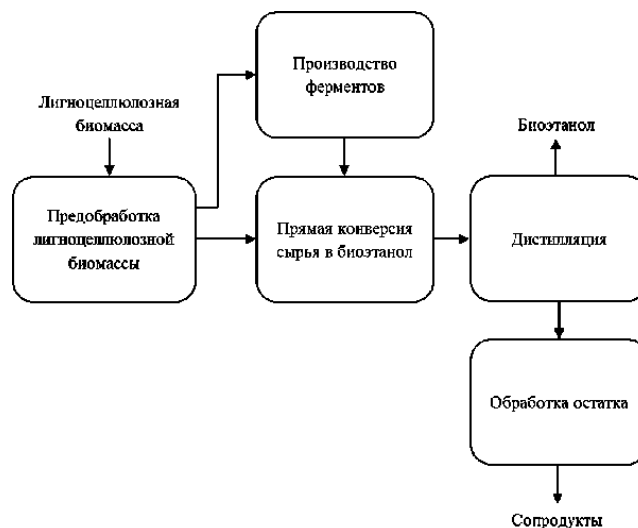 Производство
ферментов
Лигноцеллюлозная
биомасса
Биоэтанол
Предобработка
лигноцеллюлозной
биомассы
Прямая конверсия
сырья в биоэтанол
Дистилляция
Обработка остатка
Сопродукты